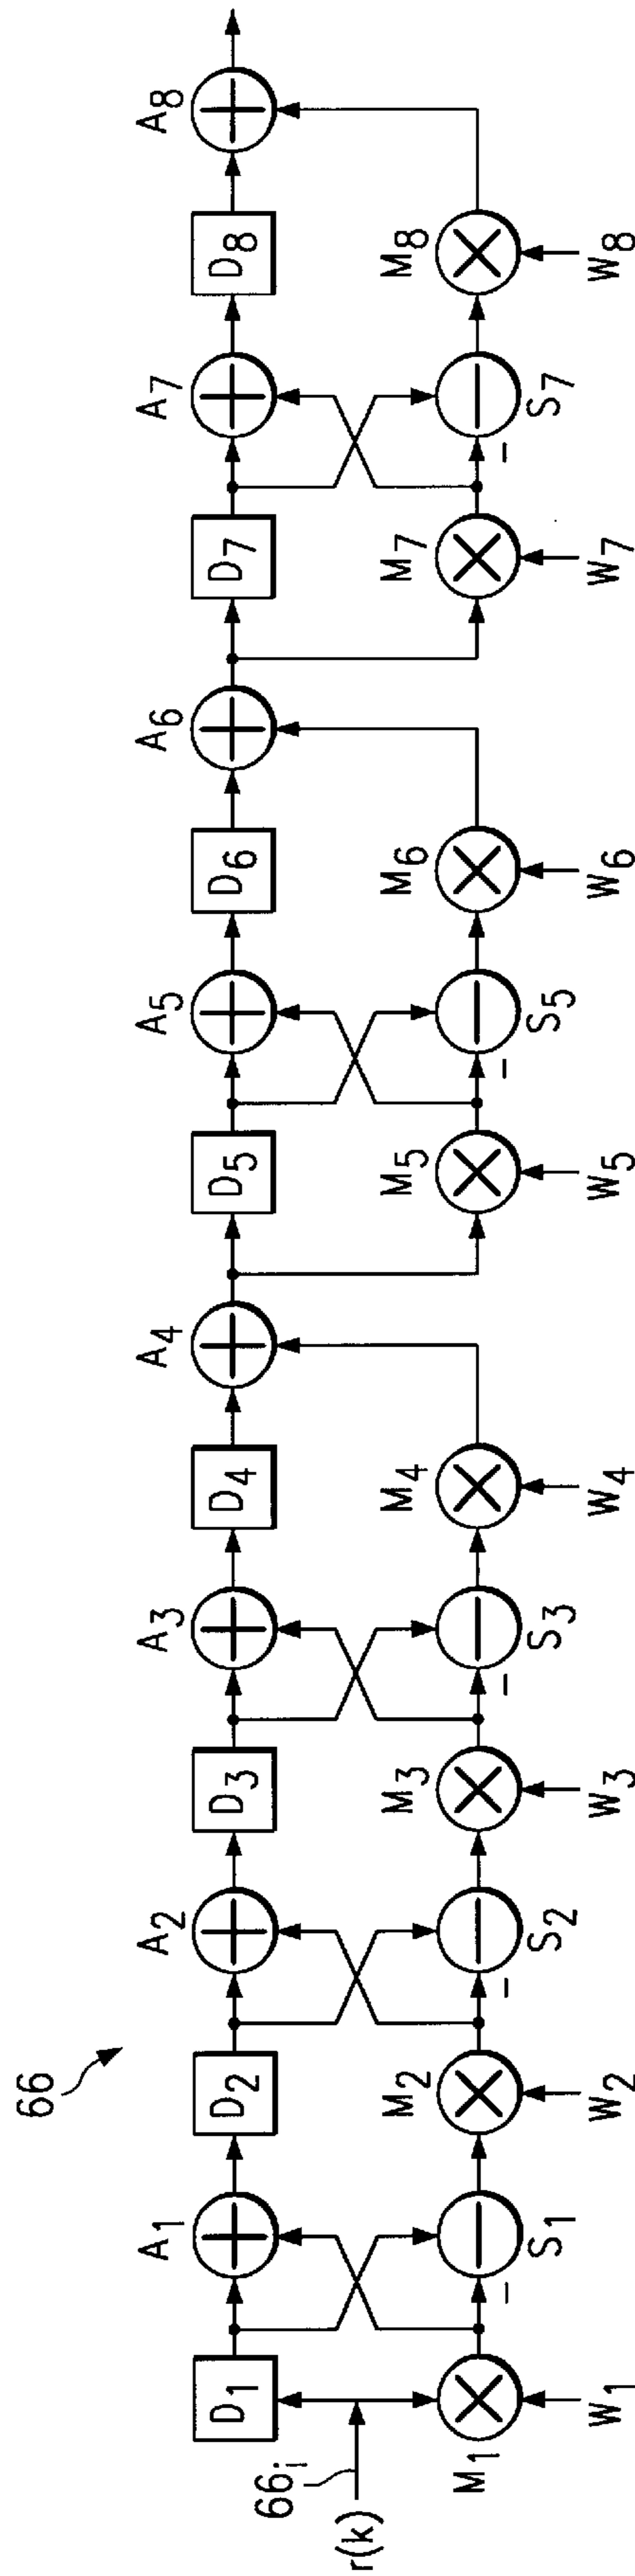 66
A₁ A₂ A₃ A₄ A₅ A₆ A₇ A₈
D₁ D₂ D₃ D₄ D₅ D₆ D₇ D₈
66ᵢ
r(k)
M₁ M₂ M₃ M₄ M₅ M₆ M₇ M₈
S₁ S₂ S₃ S₅ S₇
W₁ W₂ W₃ W₄ W₅ W₆ W₇ W₈